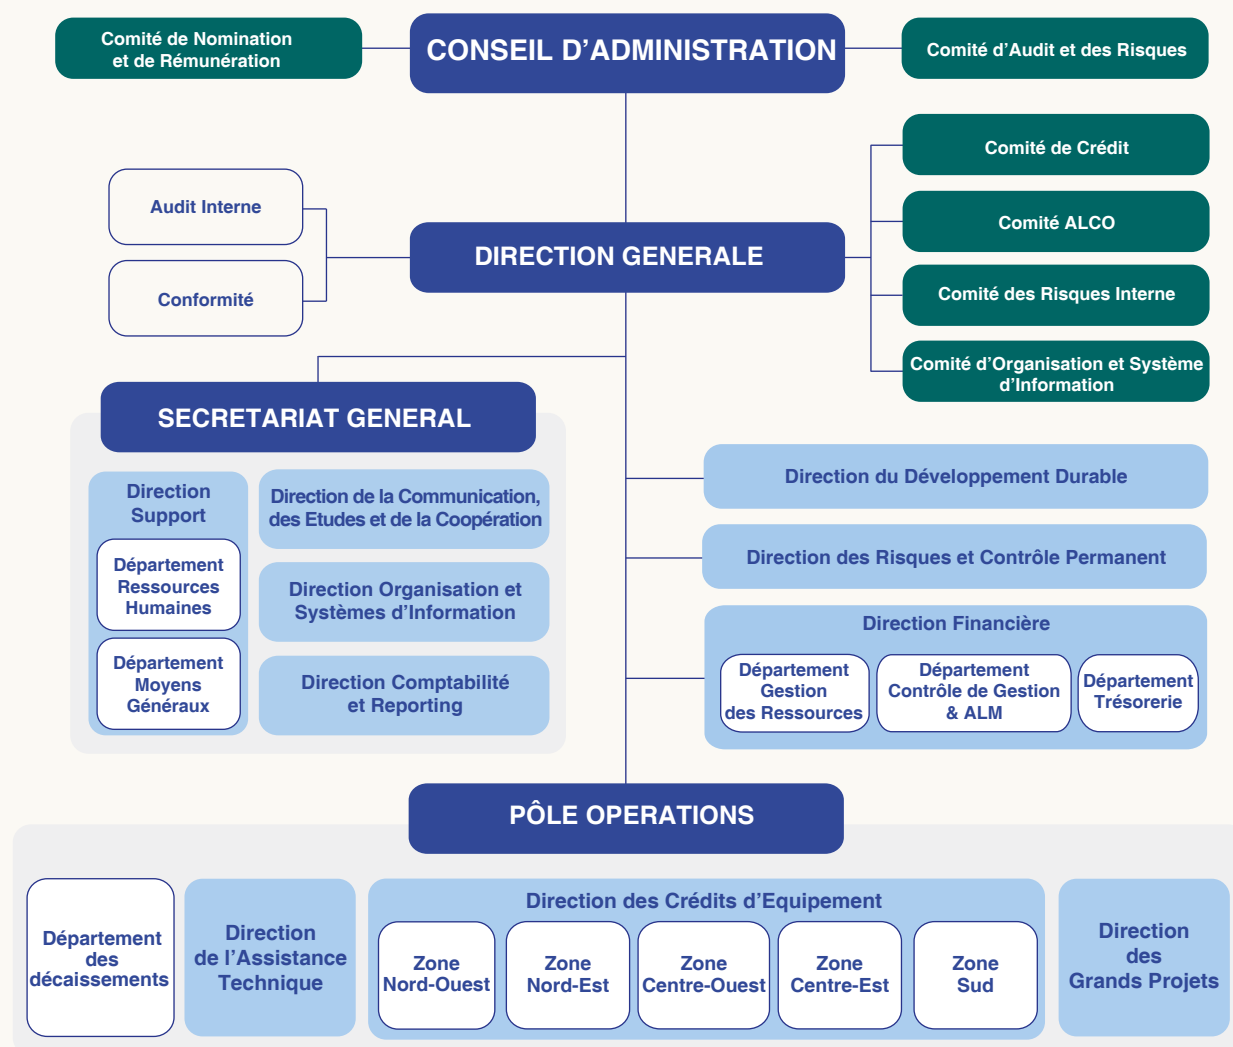 Comité de Nomination
et de Rémunération
CONSEIL D’ADMINISTRATION
Comité d’Audit et des Risques
Comité de Crédit
Audit Interne
Comité ALCO
DIRECTION GENERALE
Conformité
Comité des Risques Interne
Comité d’Organisation et Système
d’Information
SECRETARIAT GENERAL
Direction
Support
Département
Ressources
Humaines
Département
Moyens
Généraux
Direction de la Communication,
des Etudes et de la Coopération
Direction Organisation et
Systèmes d’Information
Direction Comptabilité
et Reporting
Direction du Développement Durable
Direction des Risques et Contrôle Permanent
Direction Financière
Département
Gestion
des Ressources
Département
Contrôle de Gestion
& ALM
Département
Trésorerie
PÔLE OPERATIONS
Département
des
décaissements
Direction
de l’Assistance
Technique
Direction des Crédits d’Equipement
Zone
Nord-Ouest
Zone
Nord-Est
Zone
Centre-Ouest
Zone
Centre-Est
Zone
Sud
Direction
des
Grands Projets